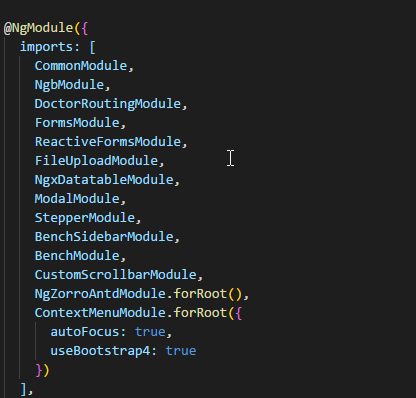 @NgModule({
imports: [
CommonModule,
NgbModule,
DoctorRoutingModule,
FormsModule,
ReactiveFormsModule,
FileUploadModule,
NgxDatatableModule,
ModalModule,
StepperModule,
BenchSidebarModule,
BenchModule,
CustomScrollbarModule,
NgZorroAntdModule.forRoot(),
ContextMenuModule.forRoot({
autoFocus: true,
useBootstrap4: true
})
],